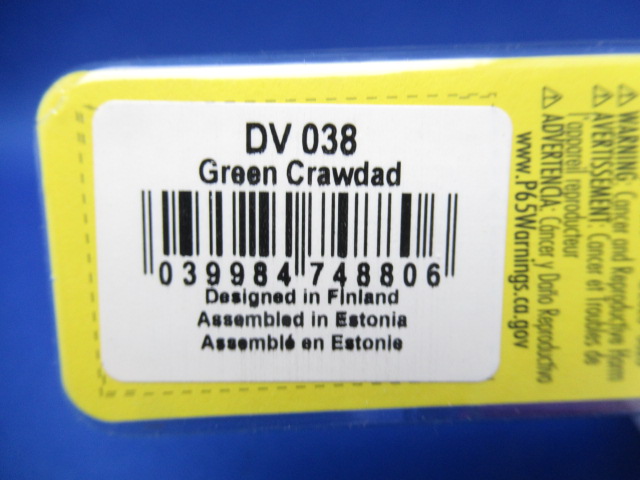 DV 038
Green Crawdad
039984 748806
Designed in Finland
Assembled in Estonia
Assemblé en Estonie
⚠ WARNING: Cancer and Reproductive Harm
⚠ AVERTISSEMENT: Cancer et Troubles de
l'appareil reproducteur
⚠ ADVERTENCIA: Cáncer y Daño Reproductivo
www.P65Warnings.ca.gov